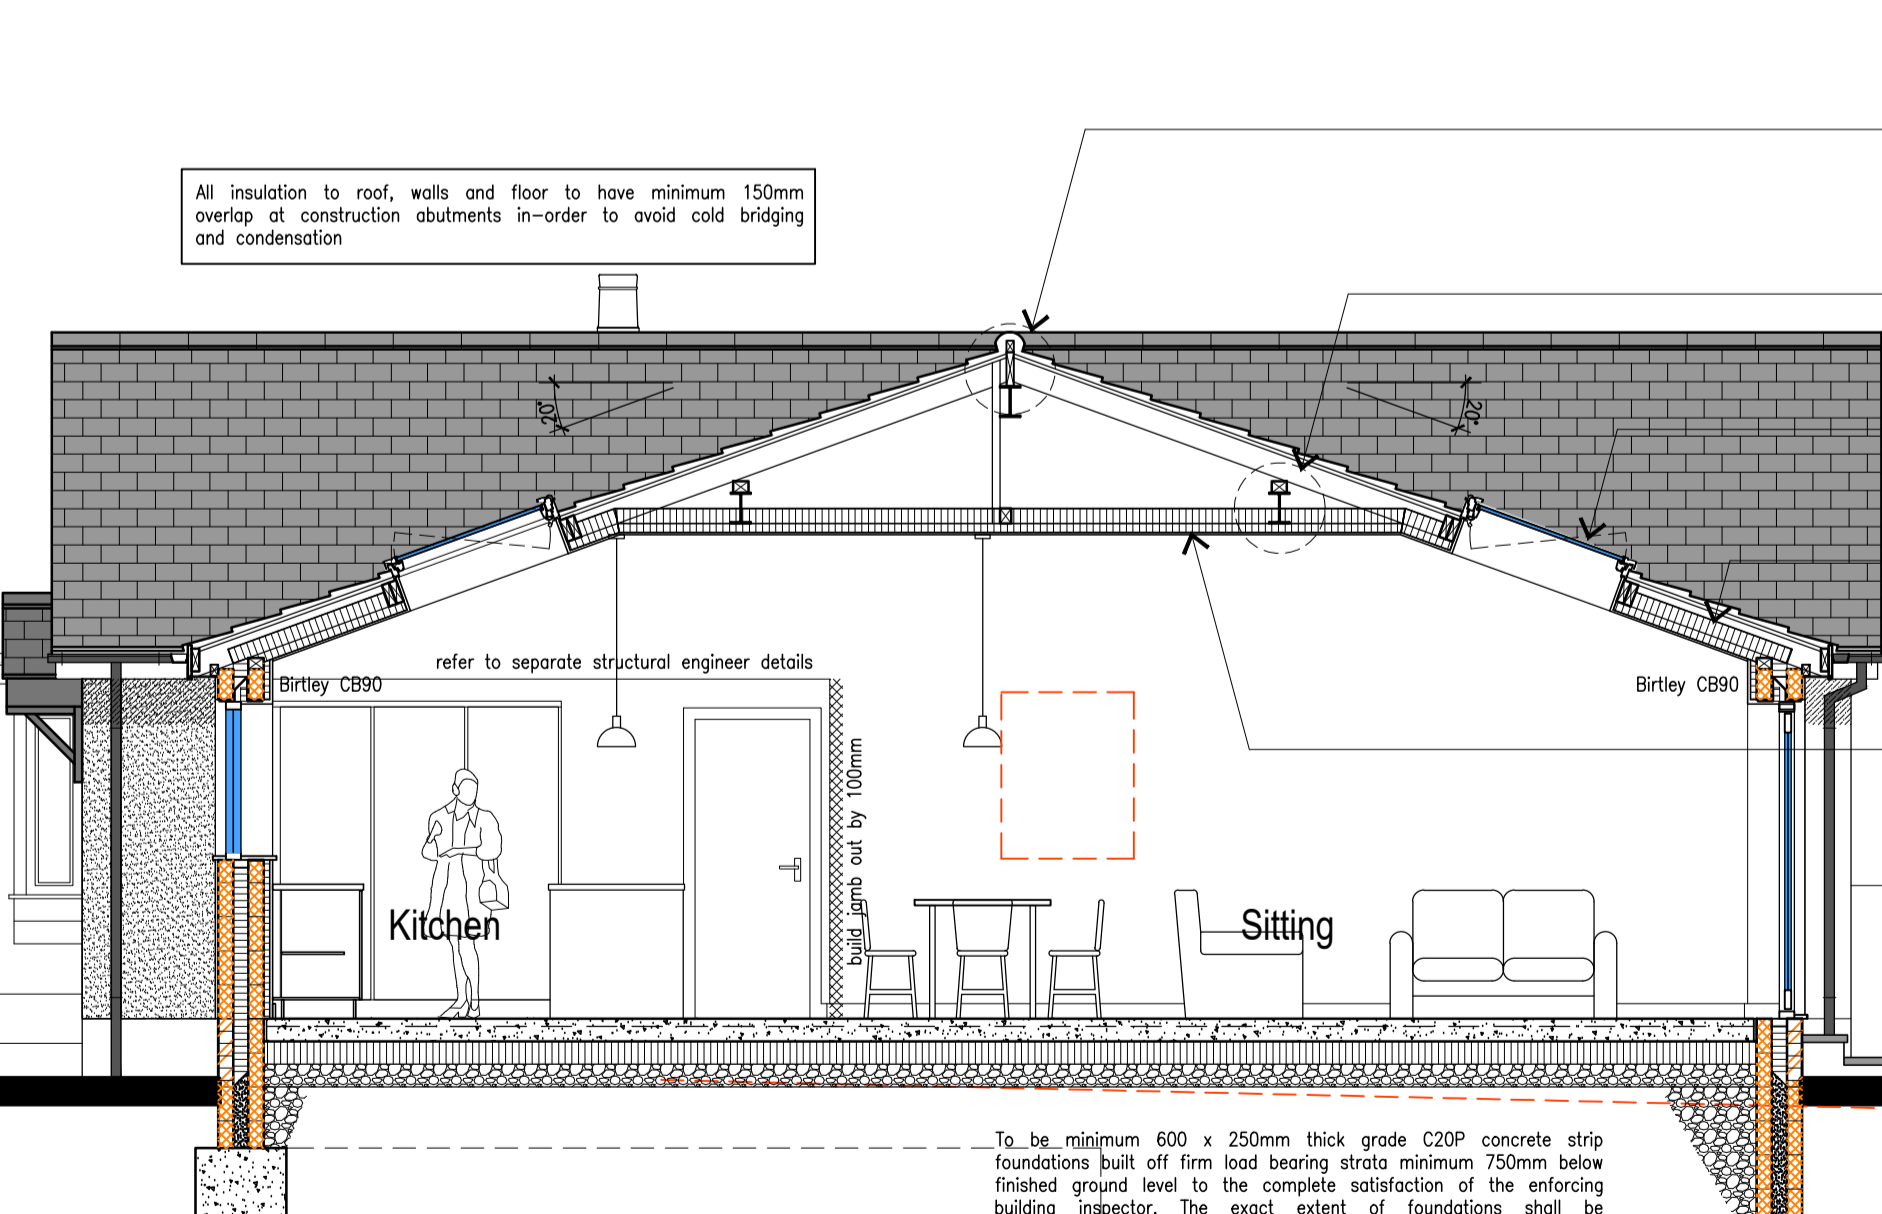 All insulation to roof, walls and floor to have minimum 150mm
overlap at construction abutments in-order to avoid cold bridging
and condensation
20°
20°
refer to separate structural engineer details
Birtley CB90
Birtley CB90
build jamb out by 100mm
Kitchen
Sitting
To be minimum 600 x 250mm thick grade C20P concrete strip
foundations built off firm load bearing strata minimum 750mm below
finished ground level to the complete satisfaction of the enforcing
building inspector. The exact extent of foundations shall be